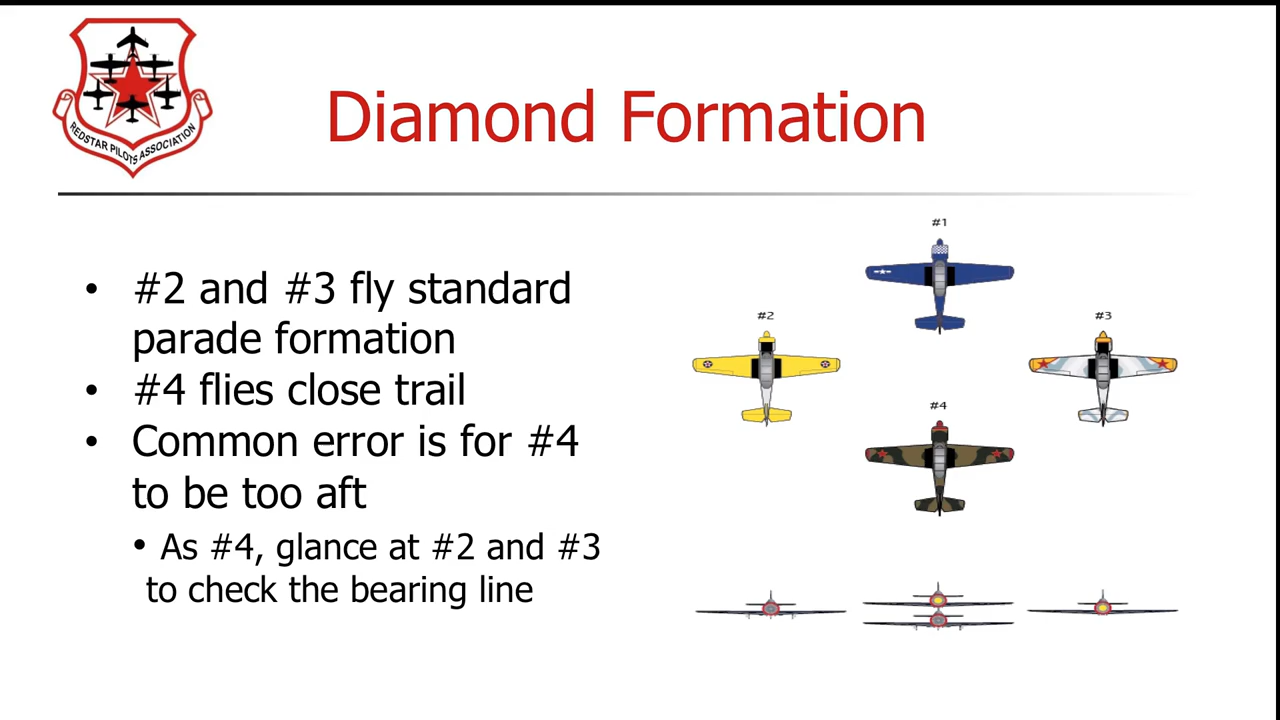 REDSTAR PILOTS ASSOCIATION
Diamond Formation
• #2 and #3 fly standard
parade formation
• #4 flies close trail
• Common error is for #4
to be too aft
• As #4, glance at #2 and #3
to check the bearing line
#1
#2
#3
#4